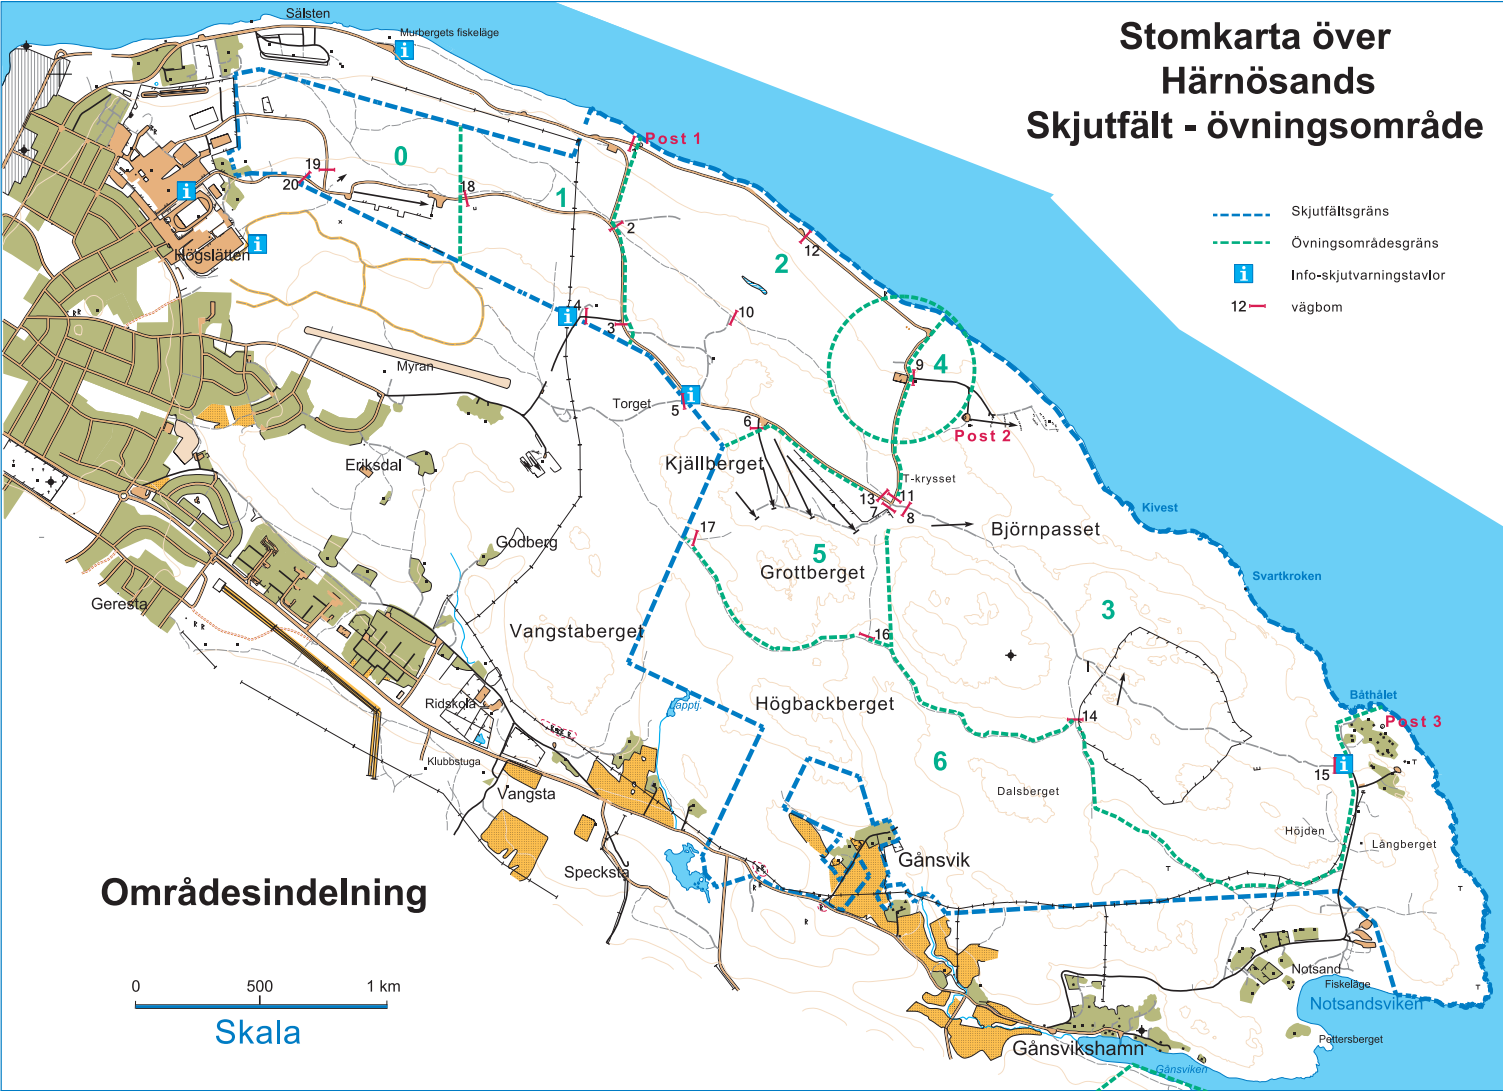 Stomkarta över
Härnösands
Skjutfält - övningsområde
Skjutfältsgräns
Övningsområdesgräns
i Info-skjutvarningstavlor
12 vägbom
Sälsten
Murbergets fiskeläge
i
Post 1
0
19
20
18
1
2
i
i
Högslätten
12
2
4
i
3
10
Myran
9
4
Torget
i
5
6
Post 2
Kjällberget
Eriksdal
T-krysset
13
11
7
8
Kivest
Björnpasset
17
Godberg
5
Grottberget
Svartkroken
Geresta
3
Vangstaberget
16
Högbackberget
Lapptj.
Båthålet
Ridskola
14
Post 3
Klubbstuga
6
15
i
Vangsta
Dalsberget
Höjden
Långberget
Specksta
Gånsvik
Områdesindelning
Notsand
Fiskeläge
Notsandsviken
0
500
1 km
Skala
Pettersberget
Gånsvikshamn
Gånsviken